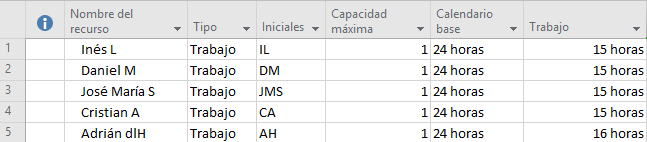 Nombre del recurso Tipo Iniciales Capacidad máxima Calendario base Trabajo
1 Inés L Trabajo IL 1 24 horas 15 horas
2 Daniel M Trabajo DM 1 24 horas 15 horas
3 José María S Trabajo JMS 1 24 horas 15 horas
4 Cristian A Trabajo CA 1 24 horas 15 horas
5 Adrián dlH Trabajo AH 1 24 horas 16 horas